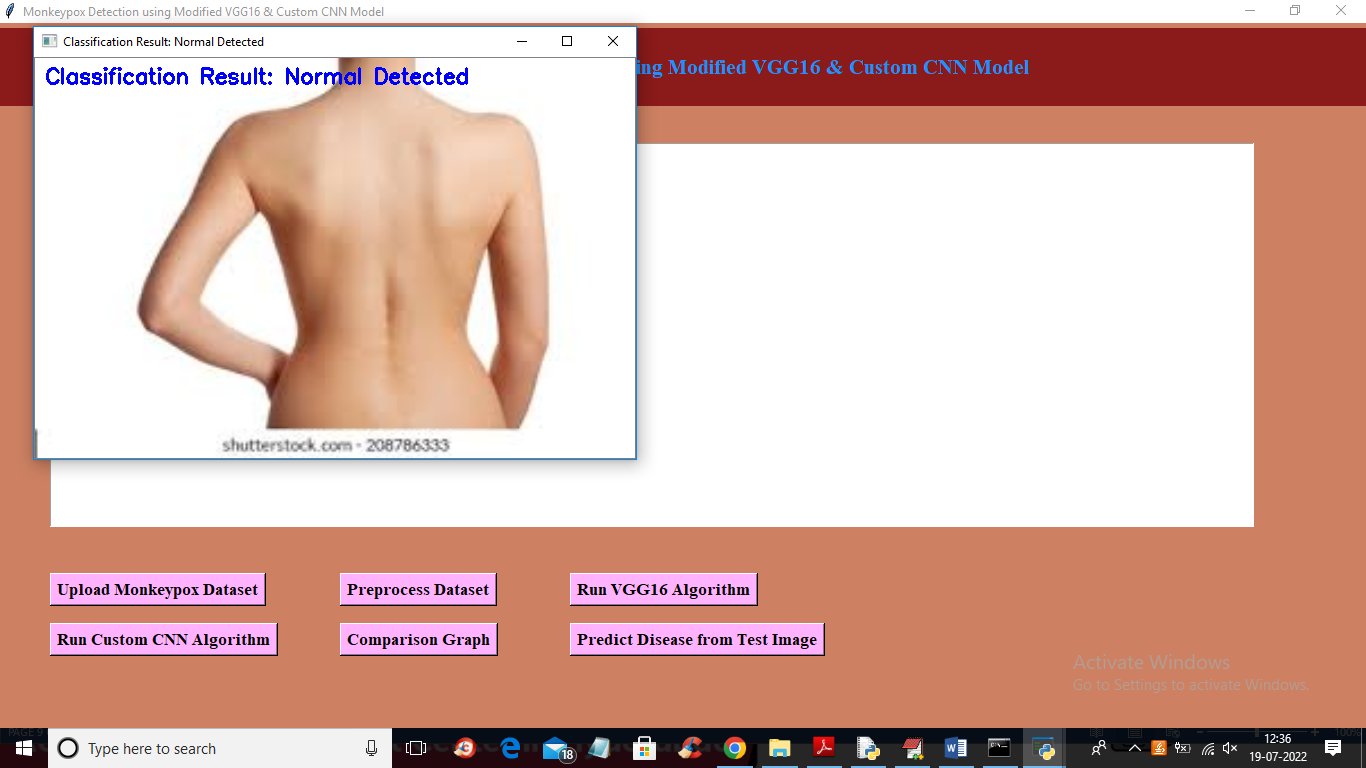 Monkeypox Detection using Modified VGG16 & Custom CNN Model
Classification Result: Normal Detected
ing Modified VGG16 & Custom CNN Model
Classification Result: Normal Detected
shutterstock.com · 208786333
Upload Monkeypox Dataset
Preprocess Dataset
Run VGG16 Algorithm
Run Custom CNN Algorithm
Comparison Graph
Predict Disease from Test Image
Activate Windows
Go to Settings to activate Windows.
PAGE 9
100%
Type here to search
18
12:36
19-07-2022